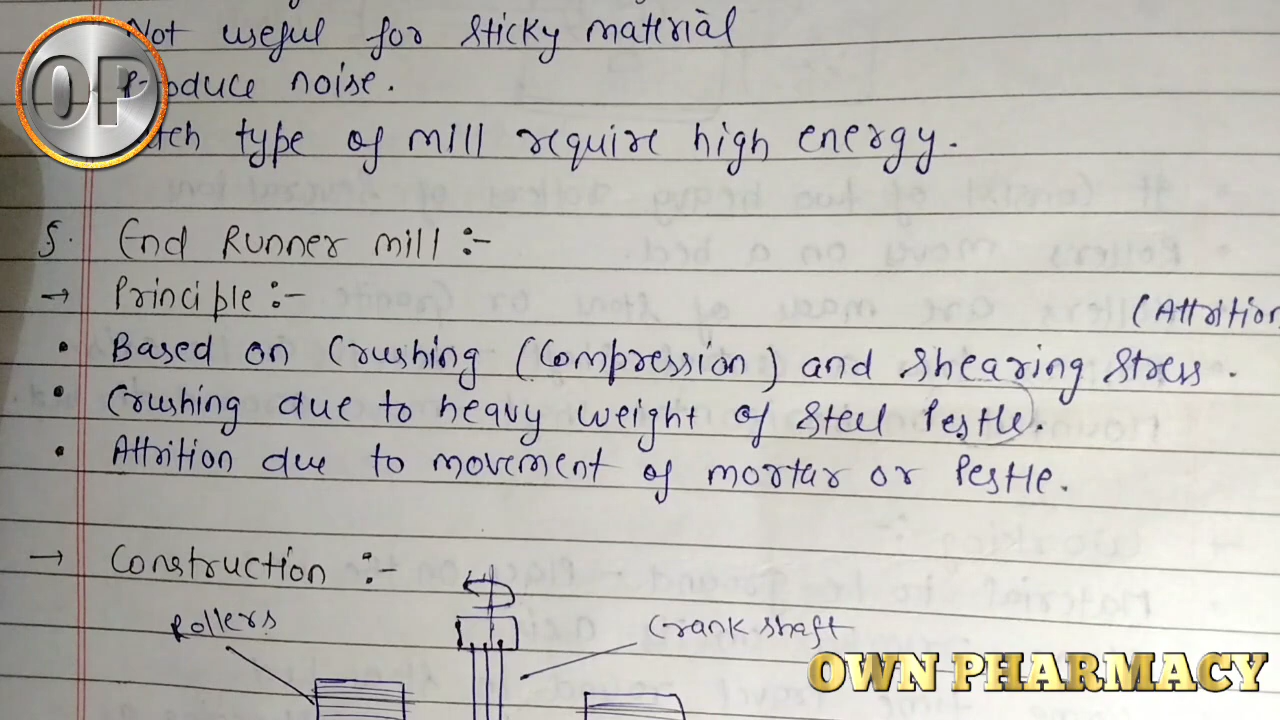 Not useful for sticky material
Produce noise.
type of mill require high energy.
5. End Runner mill :-
→ Principle :-
(Attrition
• Based on Crushing (Compression) and Shearing Stress.
• Crushing due to heavy weight of steel Pestle.
• Attrition due to movement of mortar or Pestle.
→ Construction :-
Rollers
Crank shaft
OP
OWN PHARMACY